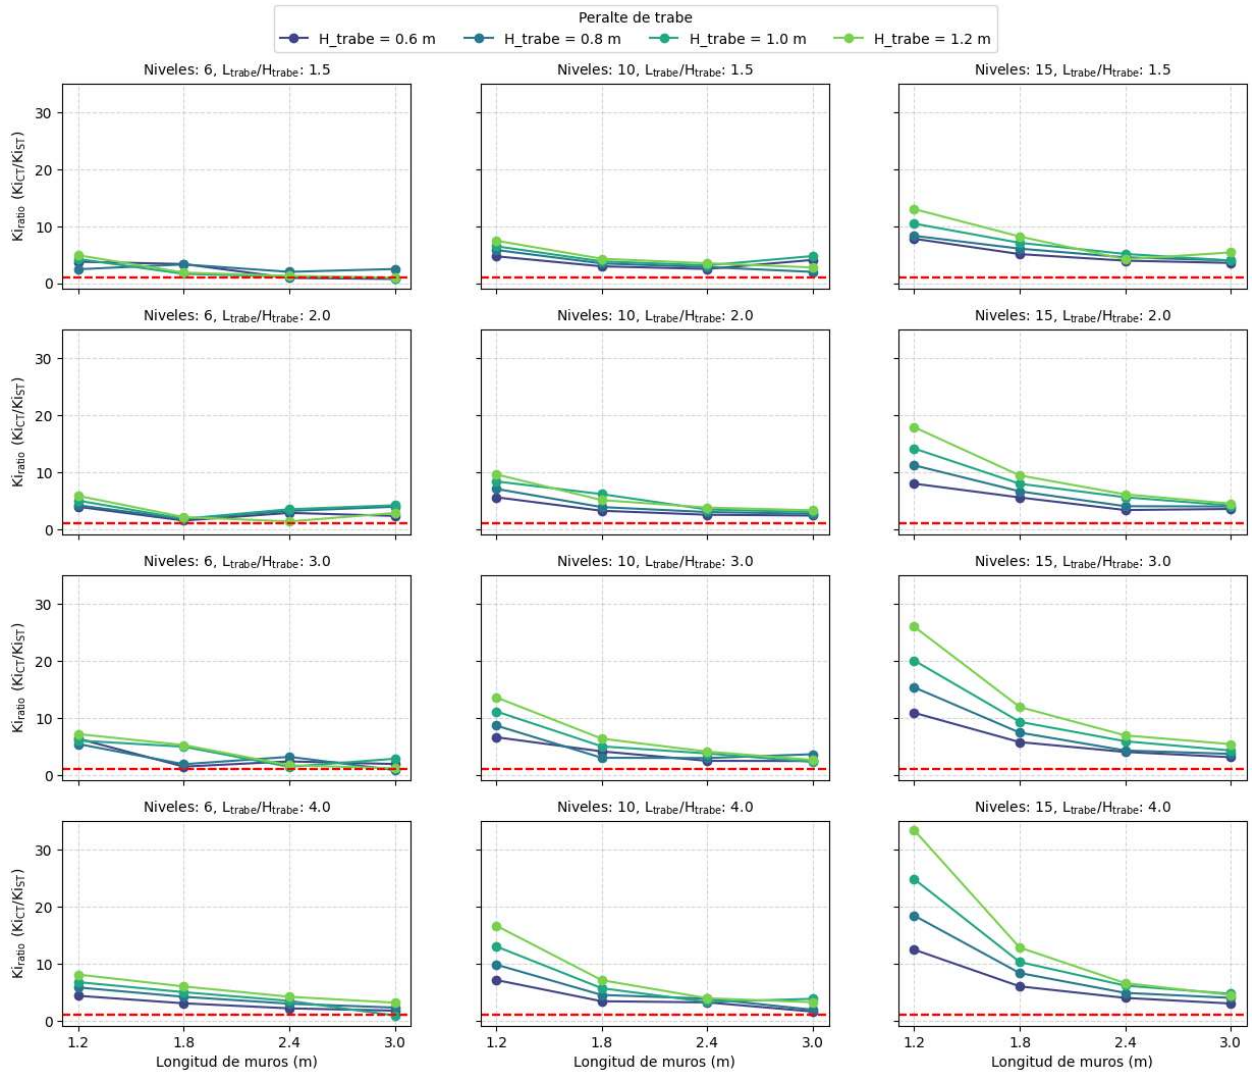 Peralte de trabe
H_trabe = 0.6 m H_trabe = 0.8 m H_trabe = 1.0 m H_trabe = 1.2 m
Niveles: 6, Ltrabe/Htrabe: 1.5
Niveles: 10, Ltrabe/Htrabe: 1.5
Niveles: 15, Ltrabe/Htrabe: 1.5
Kiratio (KiCT/KiST)
30
20
10
0
Niveles: 6, Ltrabe/Htrabe: 2.0
Niveles: 10, Ltrabe/Htrabe: 2.0
Niveles: 15, Ltrabe/Htrabe: 2.0
Kiratio (KiCT/KiST)
30
20
10
0
Niveles: 6, Ltrabe/Htrabe: 3.0
Niveles: 10, Ltrabe/Htrabe: 3.0
Niveles: 15, Ltrabe/Htrabe: 3.0
Kiratio (KiCT/KiST)
30
20
10
0
Niveles: 6, Ltrabe/Htrabe: 4.0
Niveles: 10, Ltrabe/Htrabe: 4.0
Niveles: 15, Ltrabe/Htrabe: 4.0
Kiratio (KiCT/KiST)
30
20
10
0
1.2 1.8 2.4 3.0
Longitud de muros (m)
1.2 1.8 2.4 3.0
Longitud de muros (m)
1.2 1.8 2.4 3.0
Longitud de muros (m)